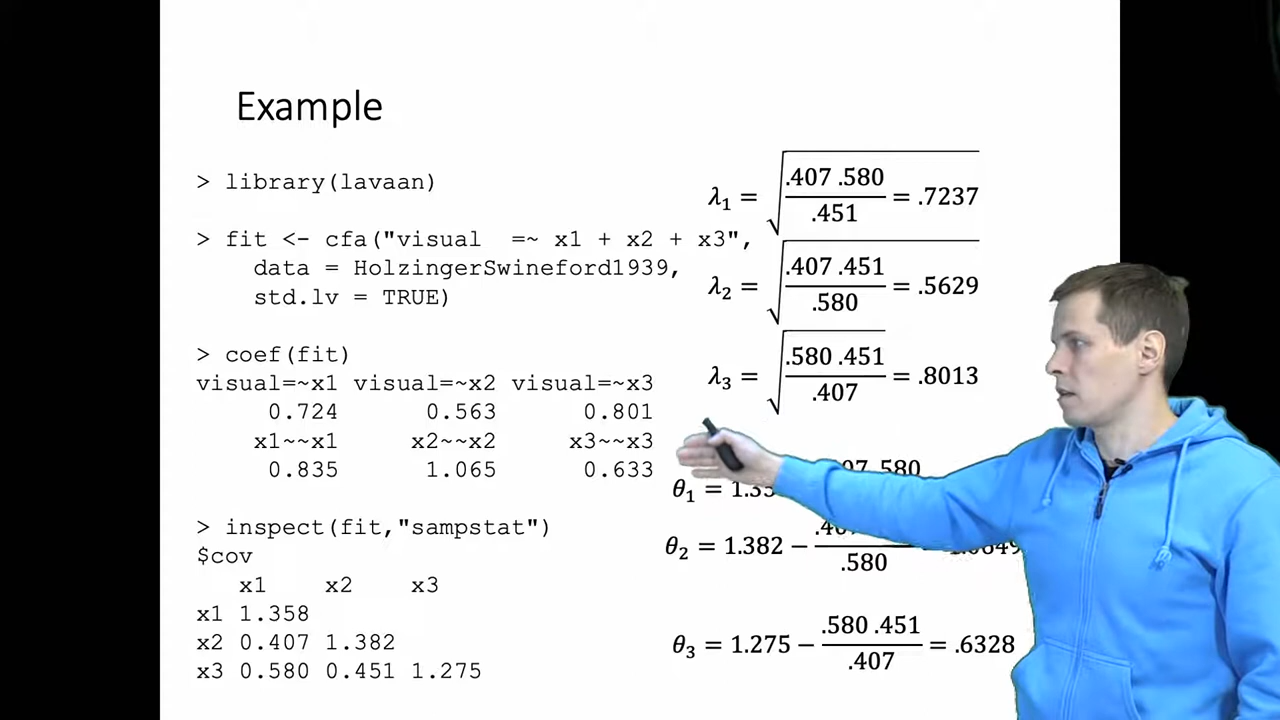 Example
> library(lavaan)
> fit <- cfa("visual =~ x1 + x2 + x3",
data = HolzingerSwineford1939,
std.lv = TRUE)
> coef(fit)
visual=~x1 visual=~x2 visual=~x3
0.724 0.563 0.801
x1~~x1 x2~~x2 x3~~x3
0.835 1.065 0.633
> inspect(fit,"sampstat")
$cov
x1 x2 x3
x1 1.358
x2 0.407 1.382
x3 0.580 0.451 1.275
λ₁ = √(.407 .580 / .451) = .7237
λ₂ = √(.407 .451 / .580) = .5629
λ₃ = √(.580 .451 / .407) = .8013
θ₁ =
θ₂ = 1.382 − .580
θ₃ = 1.275 − .580 .451 / .407 = .6328